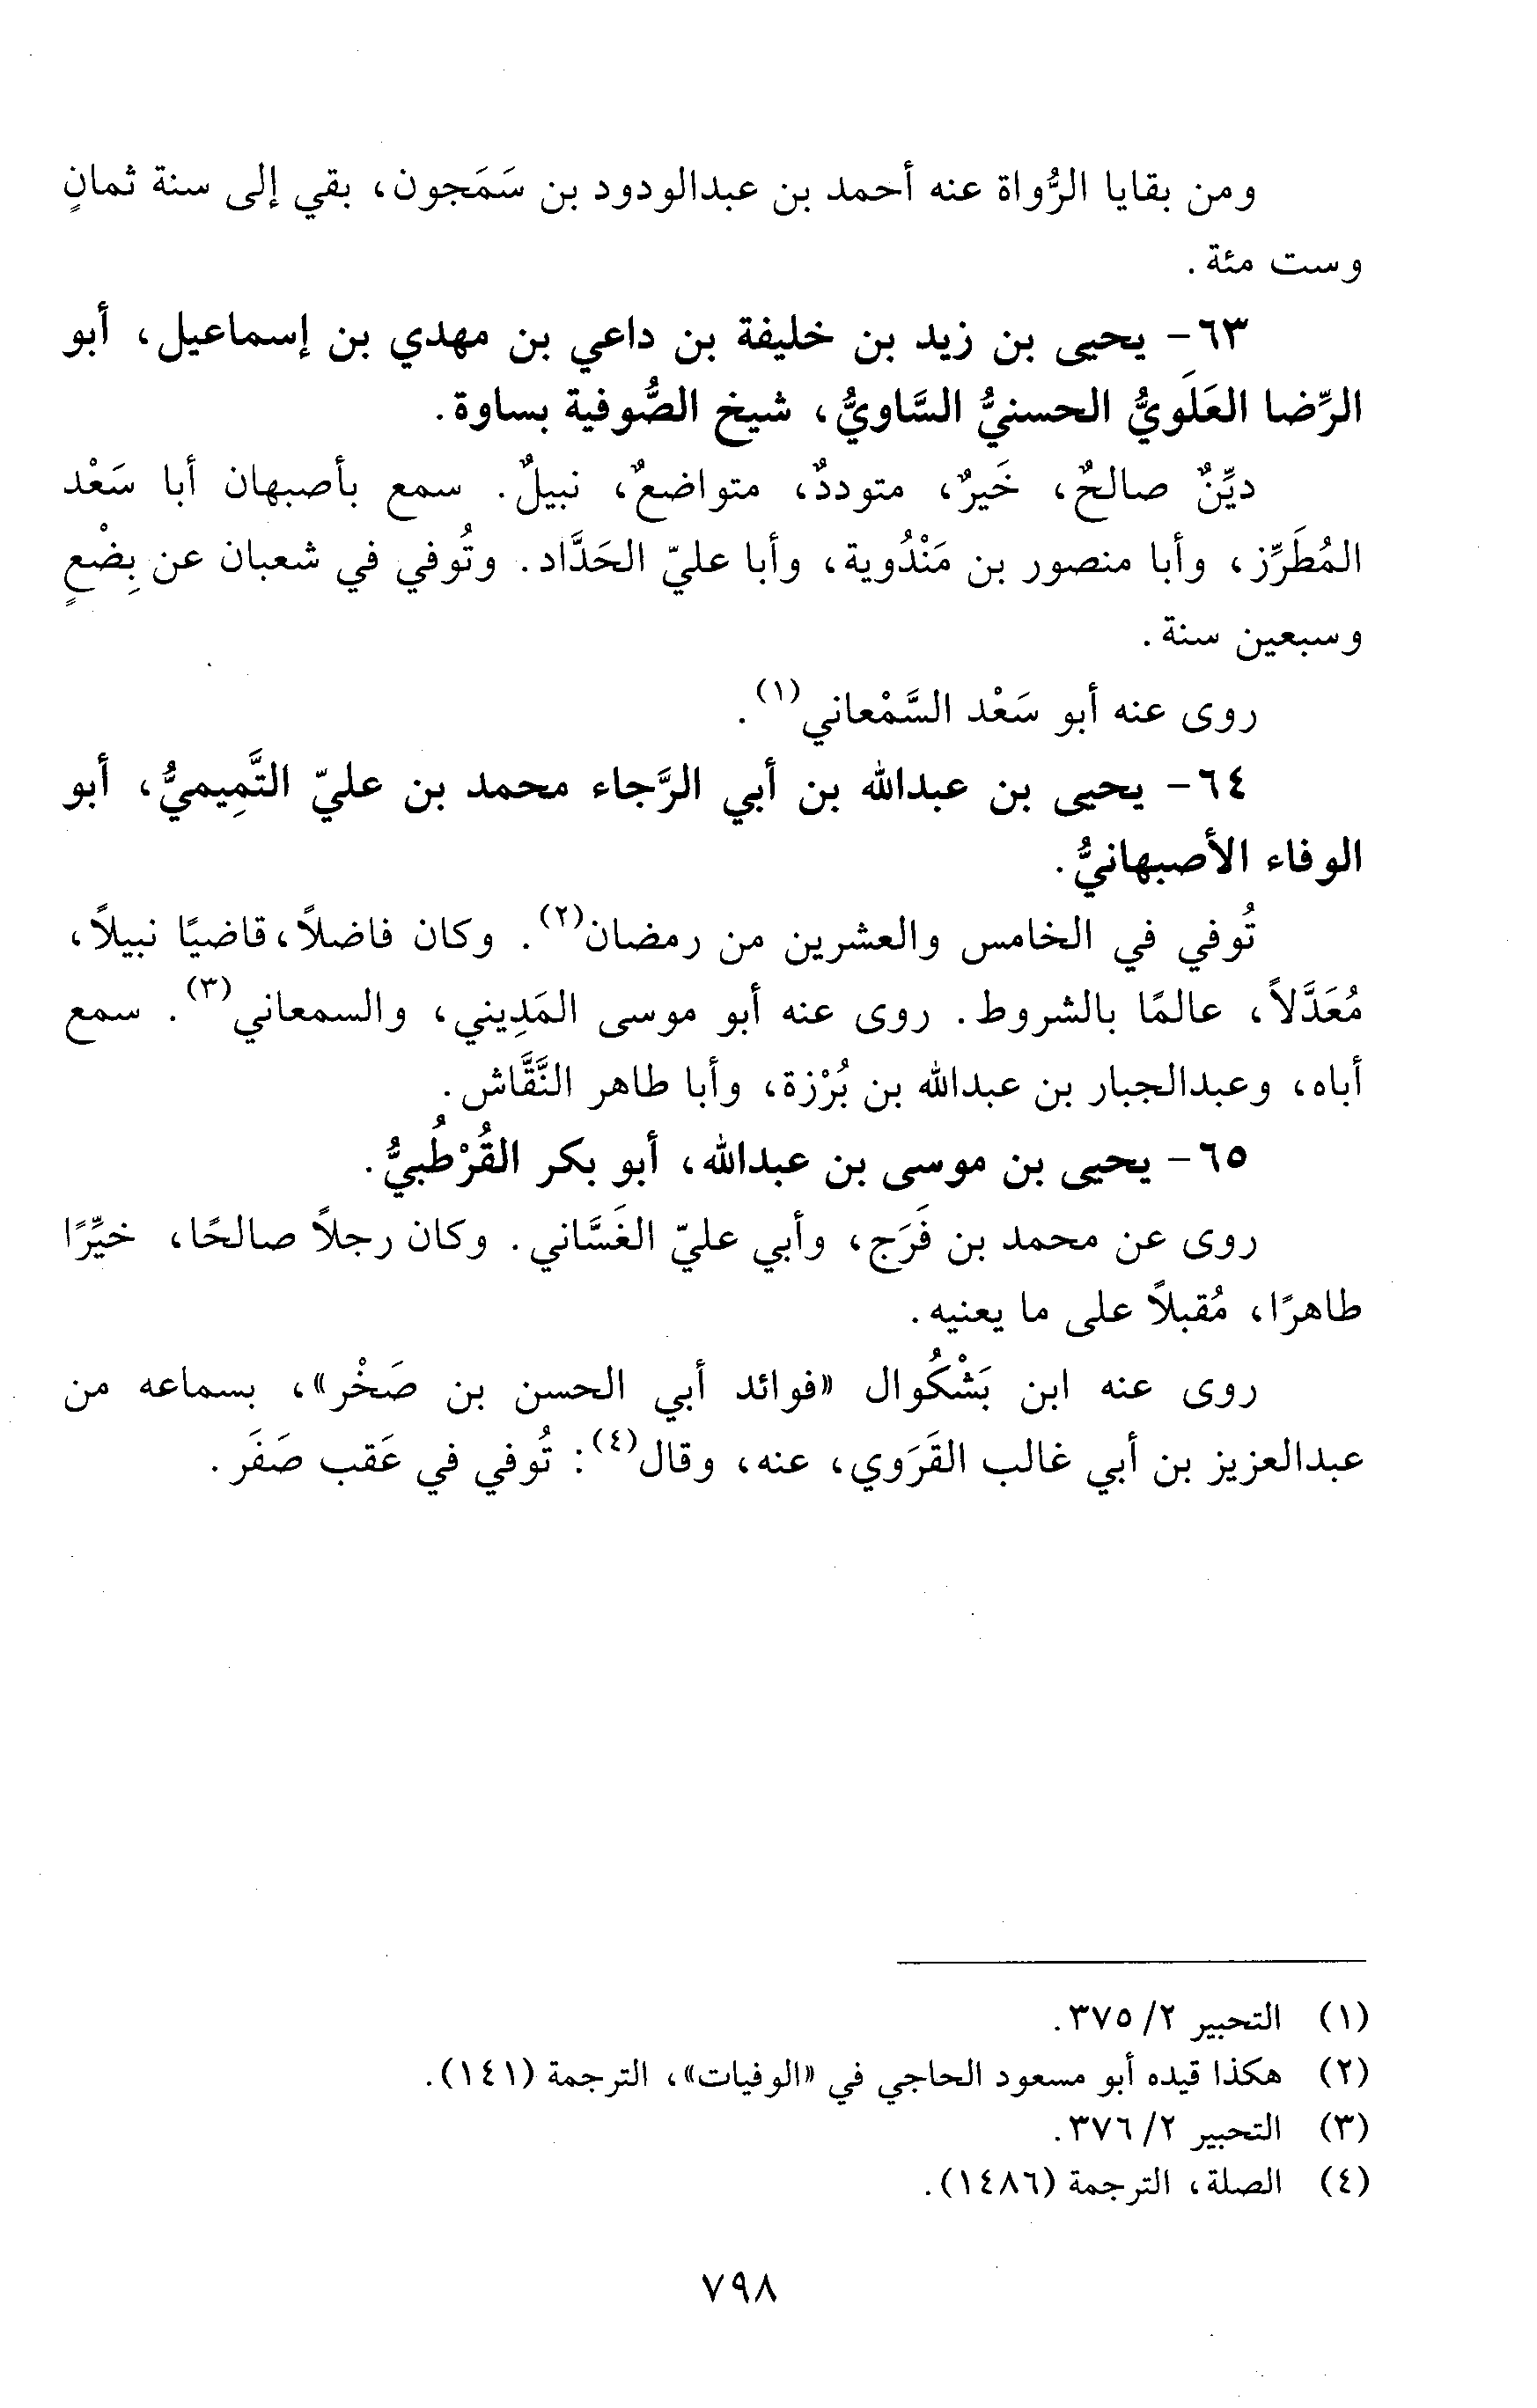 ومن بقايا الرُّواة عنه أحمد بن عبدالودود بن سَمَجون، بقي إلى سنة ثمانٍ
وست مئة.
٦٣- يحيى بن زيد بن خليفة بن داعي بن مهدي بن إسماعيل، أبو
الرِّضا العَلَويُّ الحسنيُّ السَّاويُّ، شيخ الصُّوفية بساوة.
ديِّنٌ صالحٌ، خَيرٌ، متوددٌ، متواضعٌ، نبيلٌ. سمع بأصبهان أبا سَعْد
المُطَرِّز، وأبا منصور بن مَنْدُوية، وأبا عليّ الحَدَّاد. وتُوفي في شعبان عن بِضْعٍ
وسبعين سنة.
روى عنه أبو سَعْد السَّمْعاني(١).
٦٤- يحيى بن عبدالله بن أبي الرَّجاء محمد بن عليّ التَّمِيميُّ، أبو
الوفاء الأصبهانيُّ.
تُوفي في الخامس والعشرين من رمضان(٢). وكان فاضلاً، قاضيًا نبيلاً،
مُعَدَّلاً، عالمًا بالشروط. روى عنه أبو موسى المَدِيني، والسمعاني(٣). سمع
أباه، وعبدالجبار بن عبدالله بن بُرْزة، وأبا طاهر النَّقَّاش.
٦٥- يحيى بن موسى بن عبدالله، أبو بكر القُرْطُبيُّ.
روى عن محمد بن فَرَج، وأبي عليّ الغَسَّاني. وكان رجلاً صالحًا، خيِّرًا
طاهرًا، مُقبلاً على ما يعنيه.
روى عنه ابن بَشْكُوال «فوائد أبي الحسن بن صَخْر»، بسماعه من
عبدالعزيز بن أبي غالب القَرَوي، عنه، وقال(٤): تُوفي في عَقب صَفَر.
(١) التحبير ٢/ ٣٧٥.
(٢) هكذا قيده أبو مسعود الحاجي في «الوفيات»، الترجمة (١٤١).
(٣) التحبير ٢/ ٣٧٦.
(٤) الصلة، الترجمة (١٤٨٦).
٧٩٨